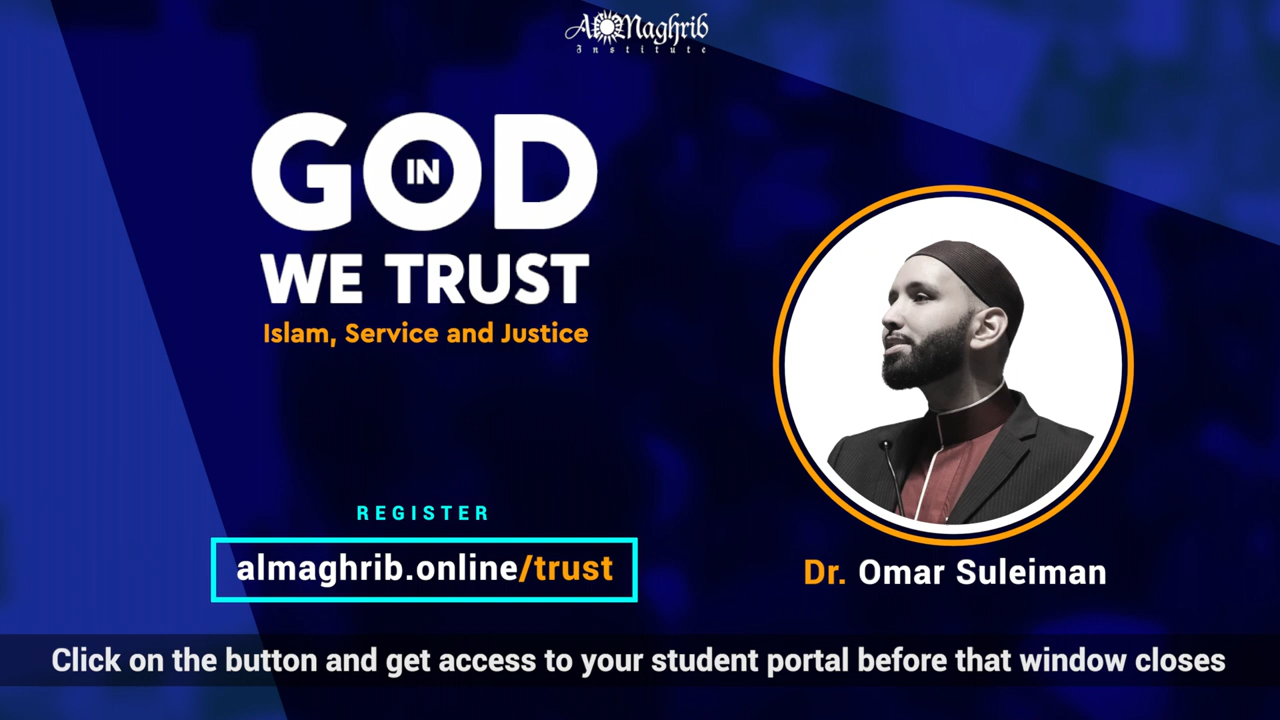 AlMaghrib
Institute
GOD
IN
WE TRUST
Islam, Service and Justice
REGISTER
almaghrib.online/trust
Dr. Omar Suleiman
Click on the button and get access to your student portal before that window closes